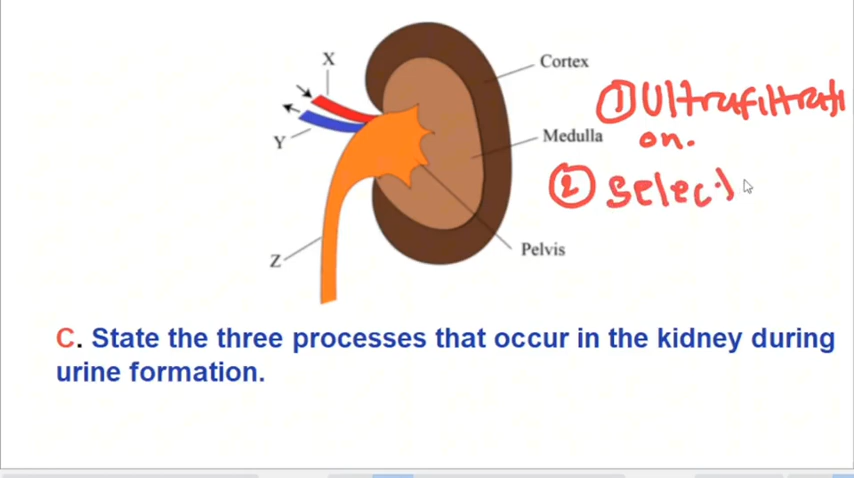 X
Cortex
① Ultrafiltrati
Y
Medulla
on.
② Select
Z
Pelvis
C. State the three processes that occur in the kidney during
urine formation.